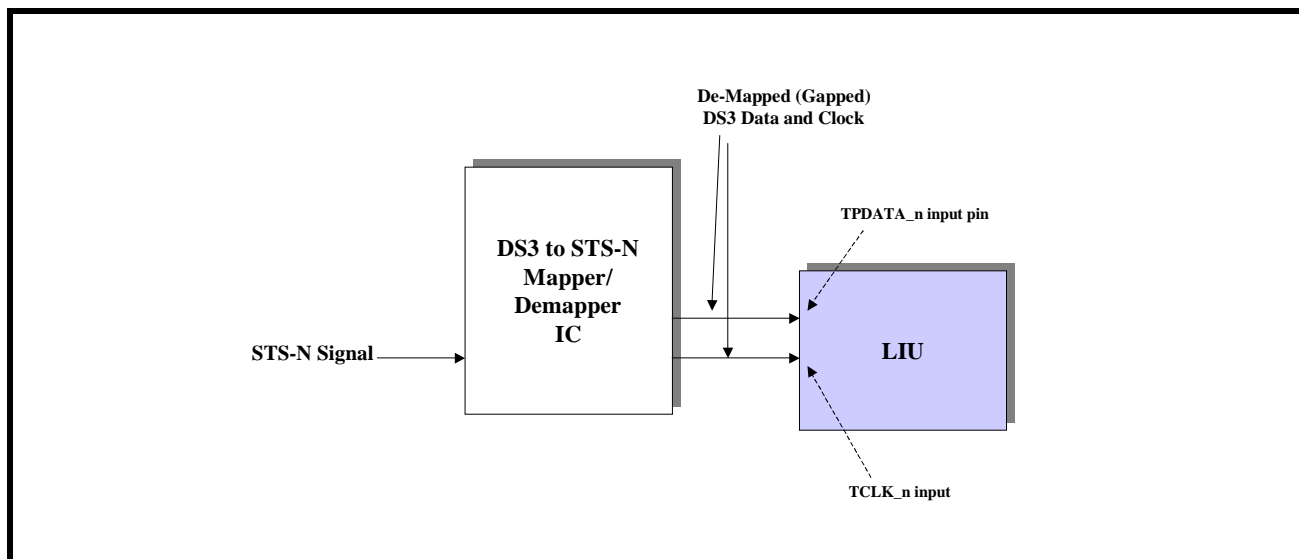 De-Mapped (Gapped)
DS3 Data and Clock
TPDATA_n input pin
DS3 to STS-N
Mapper/
Demapper
IC
STS-N Signal
LIU
TCLK_n input